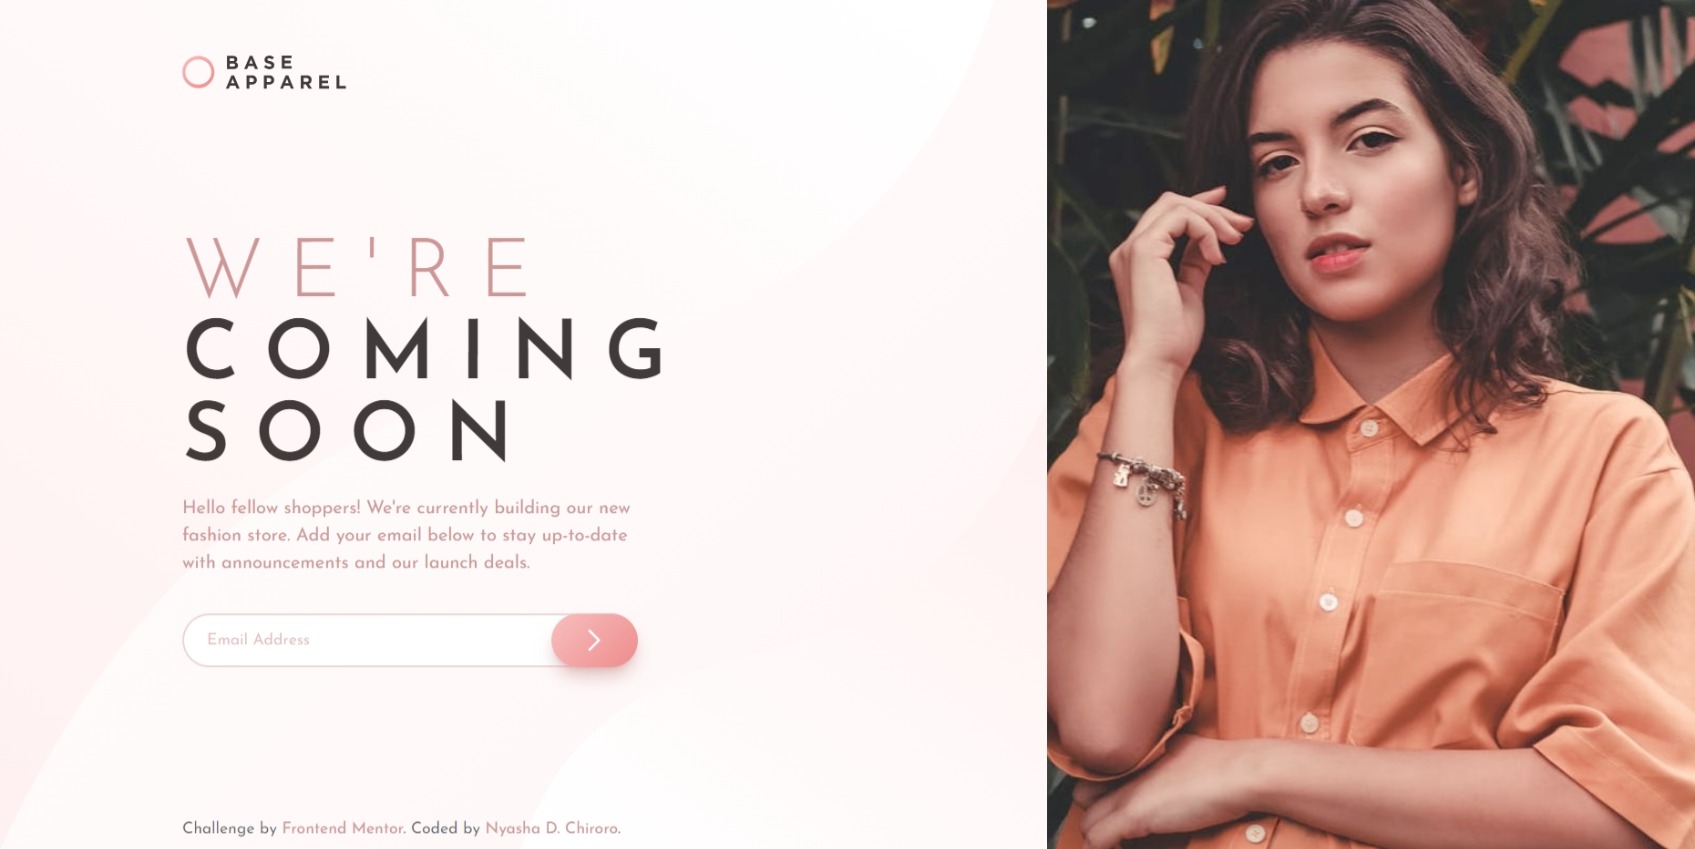 BASE
APPAREL
WE'RE
COMING
SOON
Hello fellow shoppers! We're currently building our new
fashion store. Add your email below to stay up-to-date
with announcements and our launch deals.
Email Address
Challenge by Frontend Mentor. Coded by Nyasha D. Chiroro.